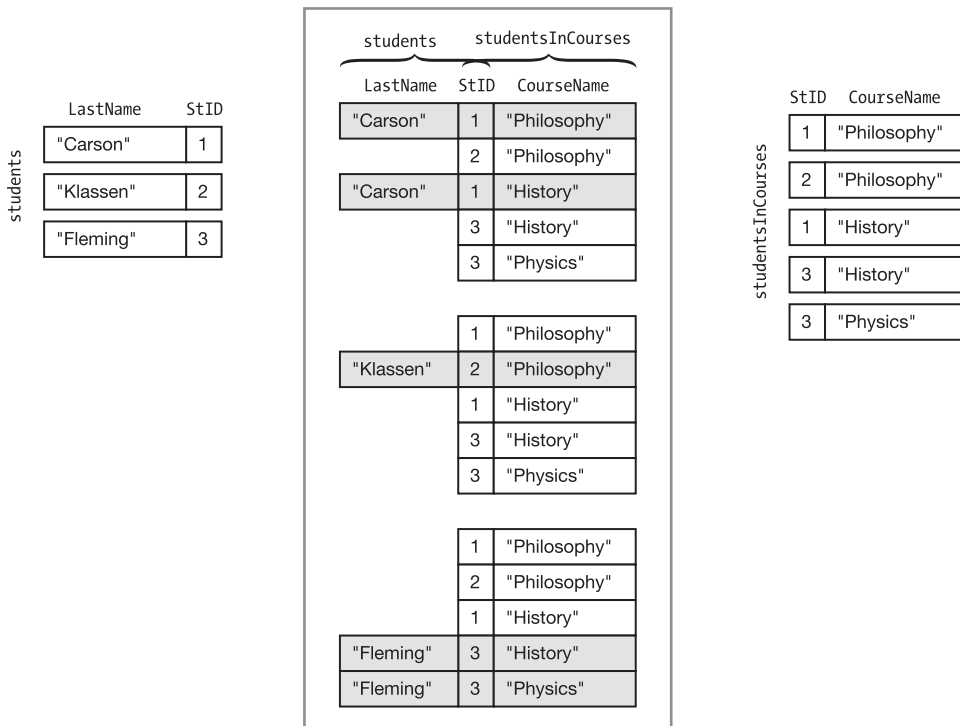 students
LastName StID
"Carson" 1
"Klassen" 2
"Fleming" 3
students studentsInCourses
LastName StID CourseName
"Carson" 1 "Philosophy"
2 "Philosophy"
"Carson" 1 "History"
3 "History"
3 "Physics"
1 "Philosophy"
"Klassen" 2 "Philosophy"
1 "History"
3 "History"
3 "Physics"
1 "Philosophy"
2 "Philosophy"
1 "History"
"Fleming" 3 "History"
"Fleming" 3 "Physics"
studentsInCourses
StID CourseName
1 "Philosophy"
2 "Philosophy"
1 "History"
3 "History"
3 "Physics"